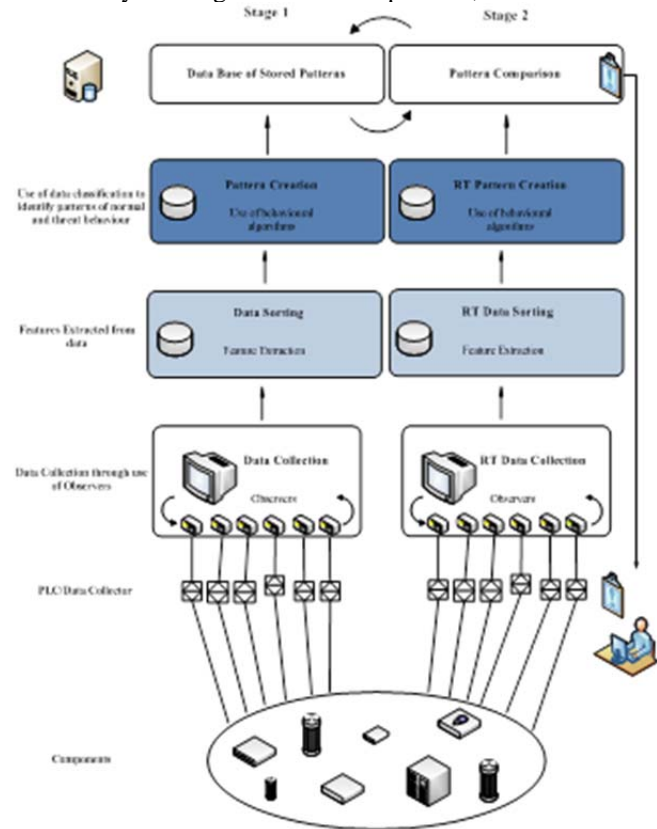 Stage 1
Stage 2
Data Base of Stored Patterns
Pattern Comparison
Use of data classification to
identify patterns of normal
and threat behaviour
Pattern Creation
Use of behavioural
algorithms
RT Pattern Creation
Use of behavioural
algorithms
Features Extracted from
data
Data Sorting
Feature Extraction
RT Data Sorting
Feature Extraction
Data Collection through use
of Observers
Data Collection
Observers
RT Data Collection
Observers
PLC/Data Collector
Components